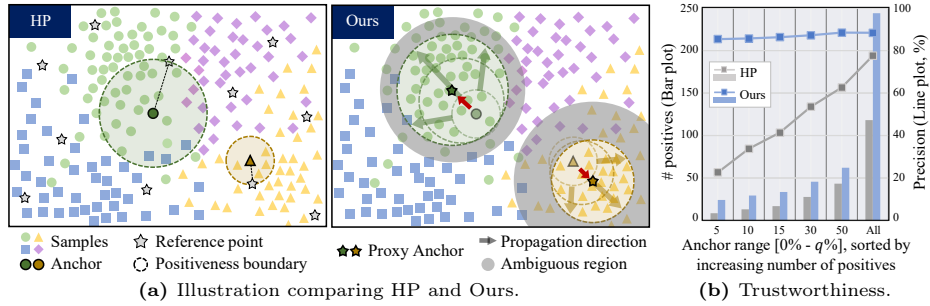 HP
Ours
Samples
Anchor
Reference point
Positiveness boundary
Proxy Anchor
Propagation direction
Ambiguous region
(a) Illustration comparing HP and Ours.
# positives (Bar plot)
250
200
150
100
50
0
HP
Ours
100
80
60
40
20
0
Precision (Line plot, %)
5 10 15 30 50 All
Anchor range [0% - q%], sorted by
increasing number of positives
(b) Trustworthiness.